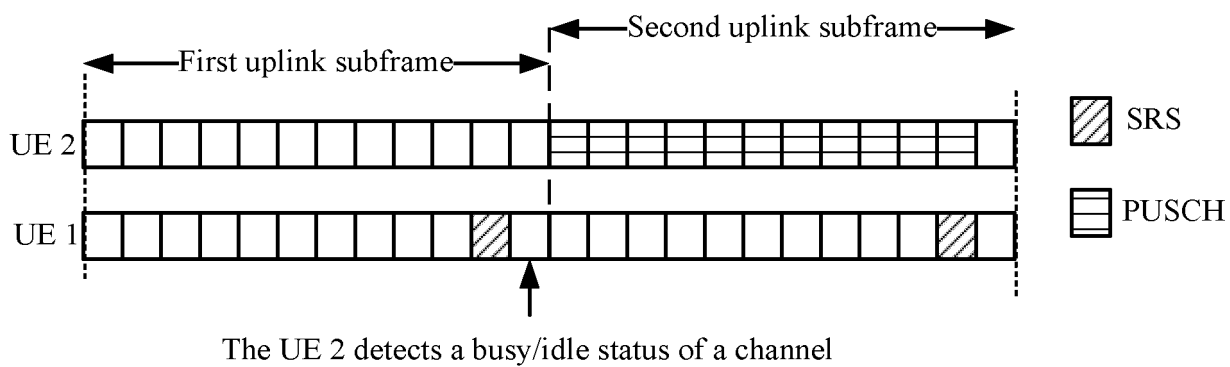 Second uplink subframe
First uplink subframe
UE 2
SRS
UE 1
PUSCH
The UE 2 detects a busy/idle status of a channel